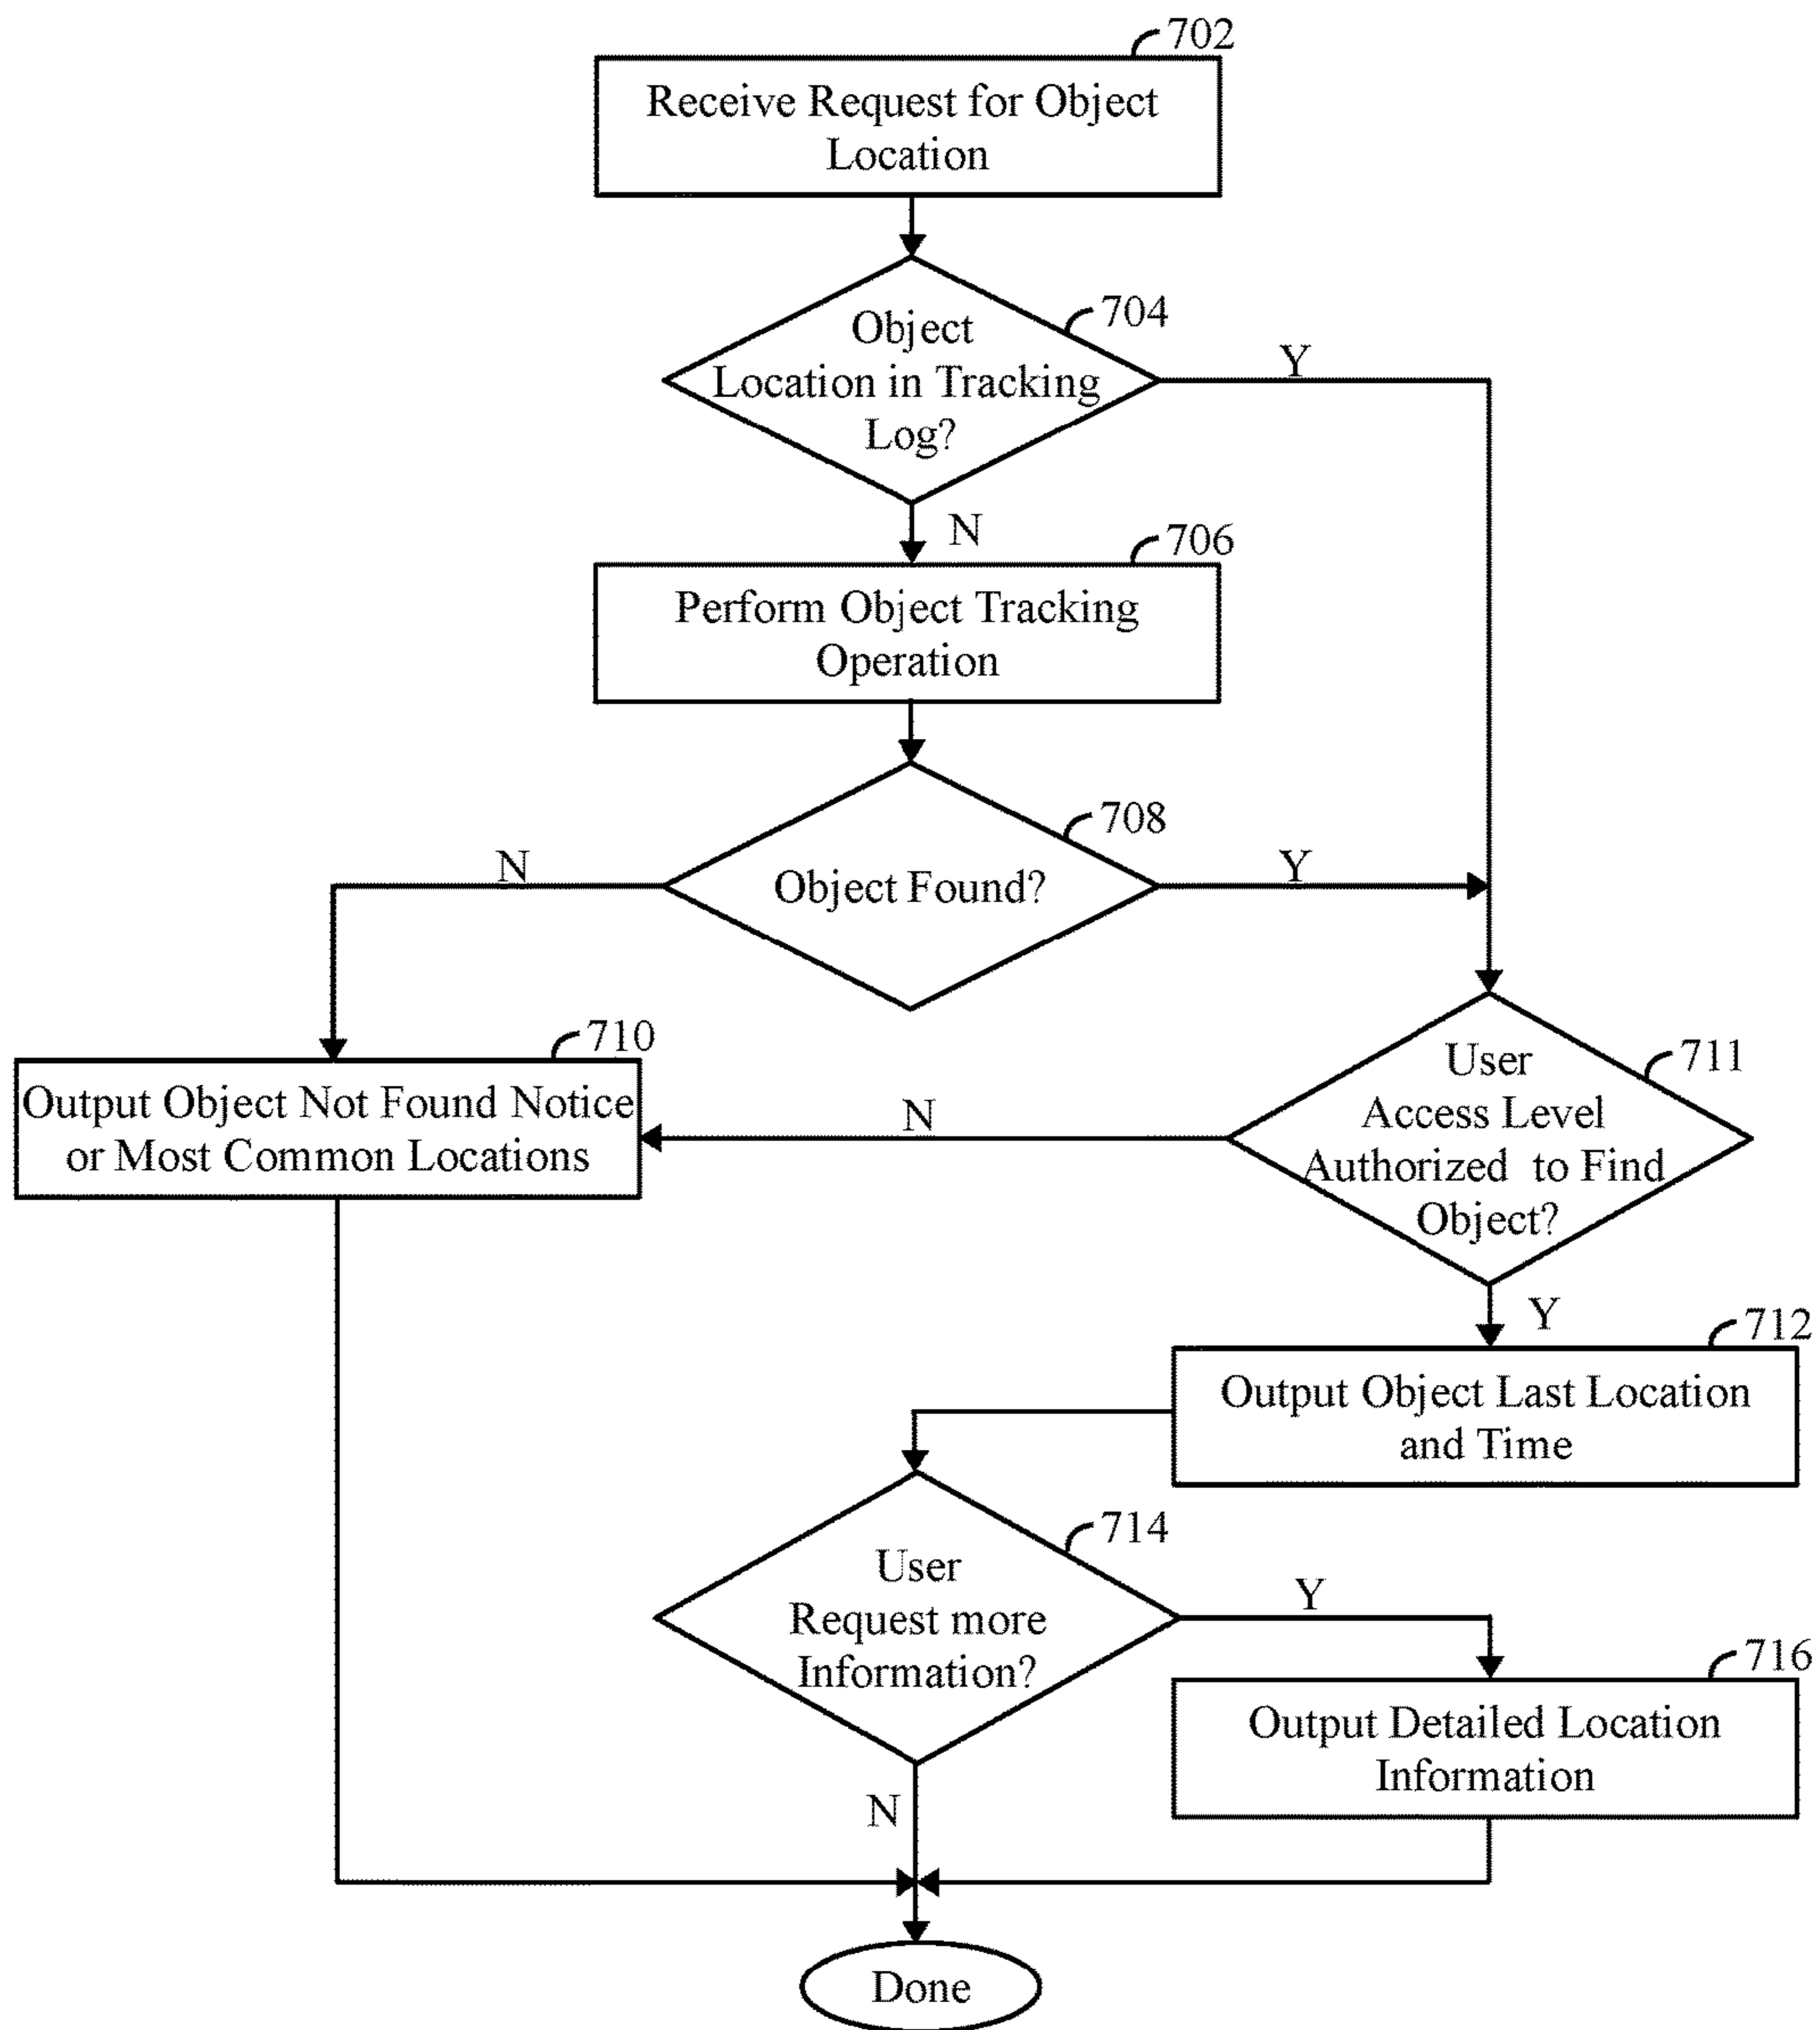 702
Receive Request for Object
Location
704
Object
Location in Tracking
Log?
Y
N
706
Perform Object Tracking
Operation
708
Object Found?
N
Y
710
Output Object Not Found Notice
or Most Common Locations
711
User
Access Level
Authorized to Find
Object?
N
Y
712
Output Object Last Location
and Time
714
User
Request more
Information?
Y
716
Output Detailed Location
Information
N
Done